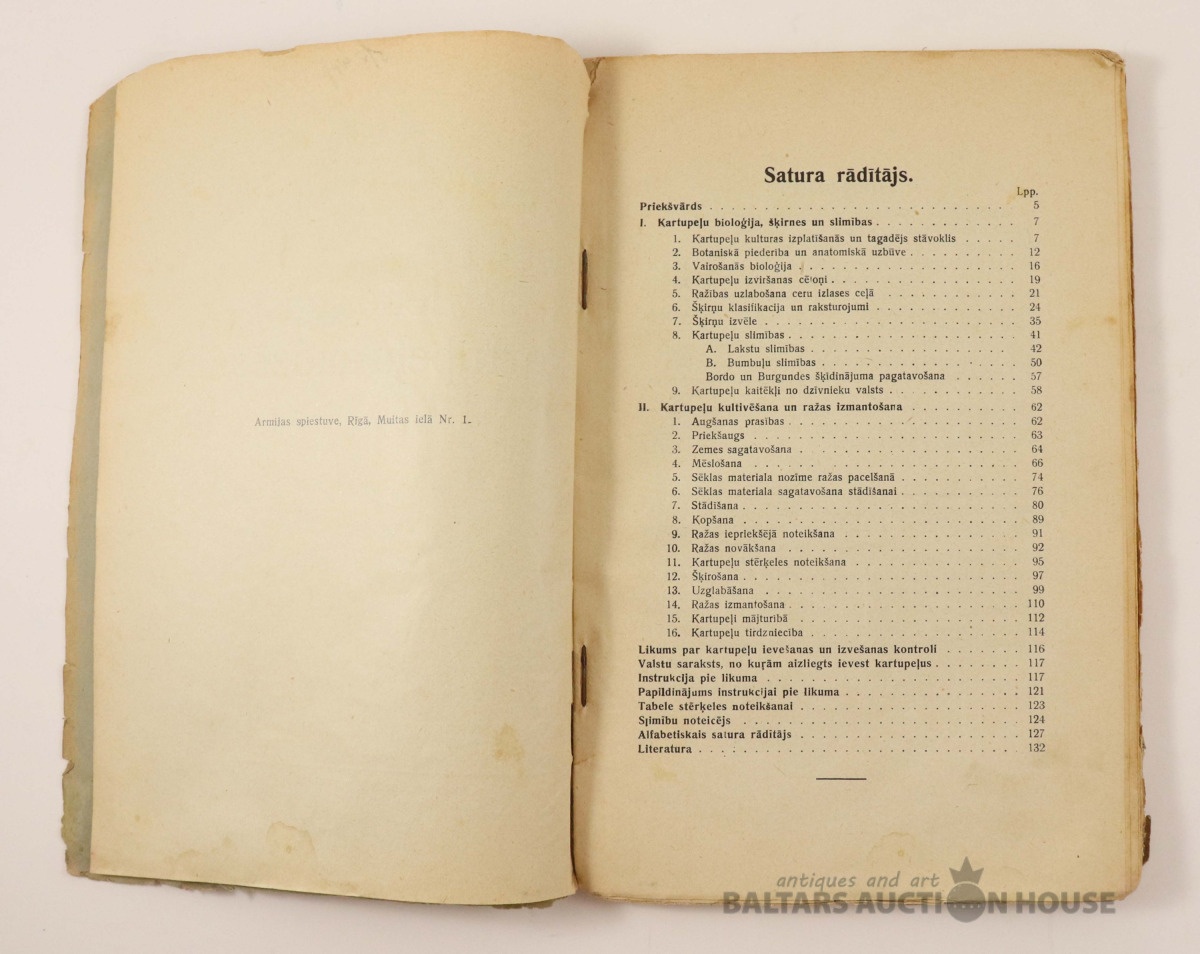 Armijas spiestuve, Rīgā, Muitas ielā Nr. 1.
Satura rādītājs.
Lpp.
Priekšvārds . . . . . 5
I. Kartupeļu bioloģija, šķirnes un slimības . . . . . 7
1. Kartupeļu kulturas izplatīšanās un tagadējs stāvoklis . . . . . 7
2. Botaniskā piederība un anatomiskā uzbūve . . . . . 12
3. Vairošanās bioloģija . . . . . 16
4. Kartupeļu izviršanas cēloņi . . . . . 19
5. Ražības uzlabošana ceru izlases ceļā . . . . . 21
6. Šķirņu klasifikacija un raksturojumi . . . . . 24
7. Šķirņu izvēle . . . . . 35
8. Kartupeļu slimības . . . . . 41
A. Lakstu slimības . . . . . 42
B. Bumbuļu slimības . . . . . 50
Bordo un Burgundes šķīdinājuma pagatavošana . . . . . 57
9. Kartupeļu kaitēkļi no dzīvnieku valsts . . . . . 58
II. Kartupeļu kultivēšana un ražas izmantošana . . . . . 62
1. Augšanas prasības . . . . . 62
2. Priekšaugs . . . . . 63
3. Zemes sagatavošana . . . . . 64
4. Mēslošana . . . . . 66
5. Sēklas materiala nozīme ražas pacelšanā . . . . . 74
6. Sēklas materiala sagatavošana stādīšanai . . . . . 76
7. Stādīšana . . . . . 80
8. Kopšana . . . . . 89
9. Ražas iepriekšējā noteikšana . . . . . 91
10. Ražas novākšana . . . . . 92
11. Kartupeļu stērķeles noteikšana . . . . . 95
12. Šķirošana . . . . . 97
13. Uzglabāšana . . . . . 99
14. Ražas izmantošana . . . . . 110
15. Kartupeļi mājturībā . . . . . 112
16. Kartupeļu tirdzniecība . . . . . 114
Likums par kartupeļu ievešanas un izvešanas kontroli . . . . . 116
Valstu saraksts, no kuŗām aizliegts ievest kartupeļus . . . . . 117
Instrukcija pie likuma . . . . . 117
Papildinājums instrukcijai pie likuma . . . . . 121
Tabele stērķeles noteikšanai . . . . . 123
Slimību noteicējs . . . . . 124
Alfabetiskais satura rādītājs . . . . . 127
Literatura . . . . . 132
antiques and art
BALTARS AUCTION HOUSE